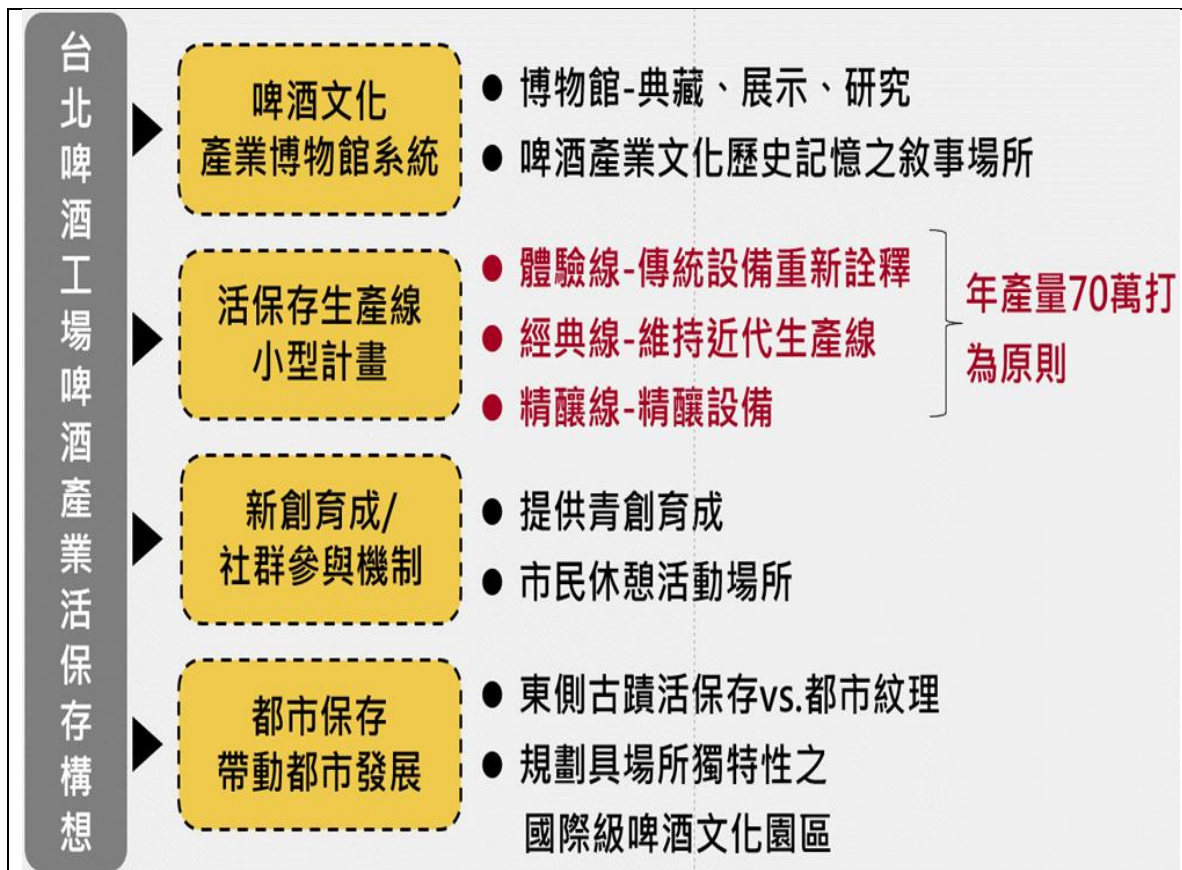 台北啤酒工場啤酒產業活保存構想
啤酒文化
產業博物館系統
● 博物館-典藏、展示、研究
● 啤酒產業文化歷史記憶之敘事場所
活保存生產線
小型計畫
● 體驗線-傳統設備重新詮釋
● 經典線-維持近代生產線
● 精釀線-精釀設備
年產量70萬打
為原則
新創育成/
社群參與機制
● 提供青創育成
● 市民休憩活動場所
都市保存
帶動都市發展
● 東側古蹟活保存vs.都市紋理
● 規劃具場所獨特性之
國際級啤酒文化園區